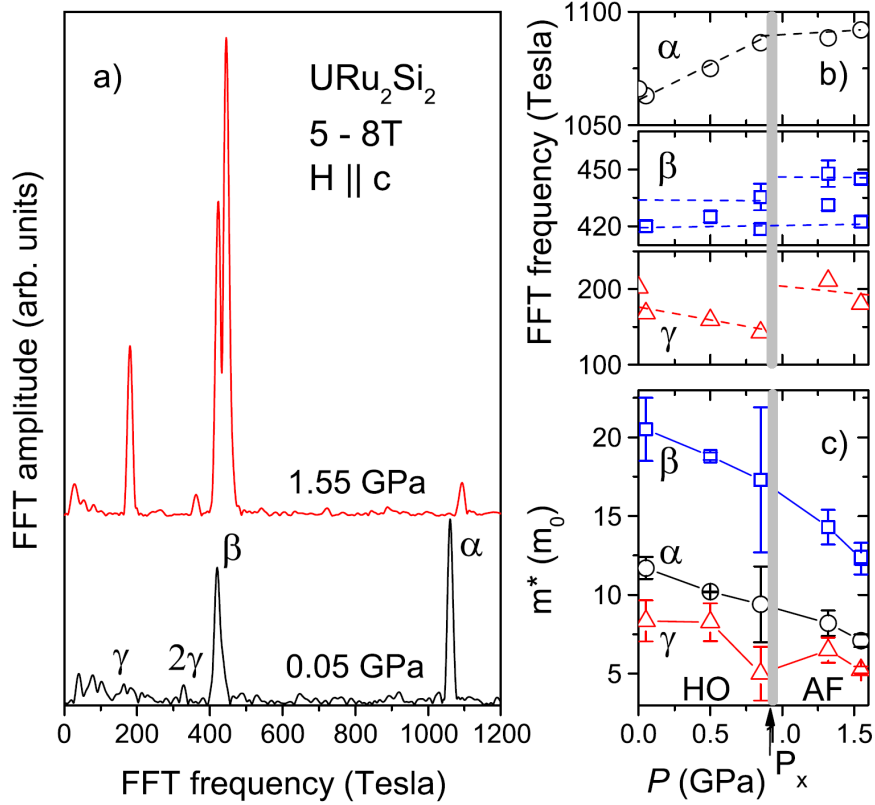 a)
URu₂Si₂
5 - 8T
H || c
1.55 GPa
β
α
γ
2γ
0.05 GPa
0 200 400 600 800 1000 1200
FFT frequency (Tesla)
FFT amplitude (arb. units)
1100
α
b)
1050
450
β
420
200
γ
100
FFT frequency (Tesla)
c)
20
β
15
α
10
γ
5
HO AF
m* (m₀)
0.0 0.5 1.0 1.5
P (GPa)
Pₓ